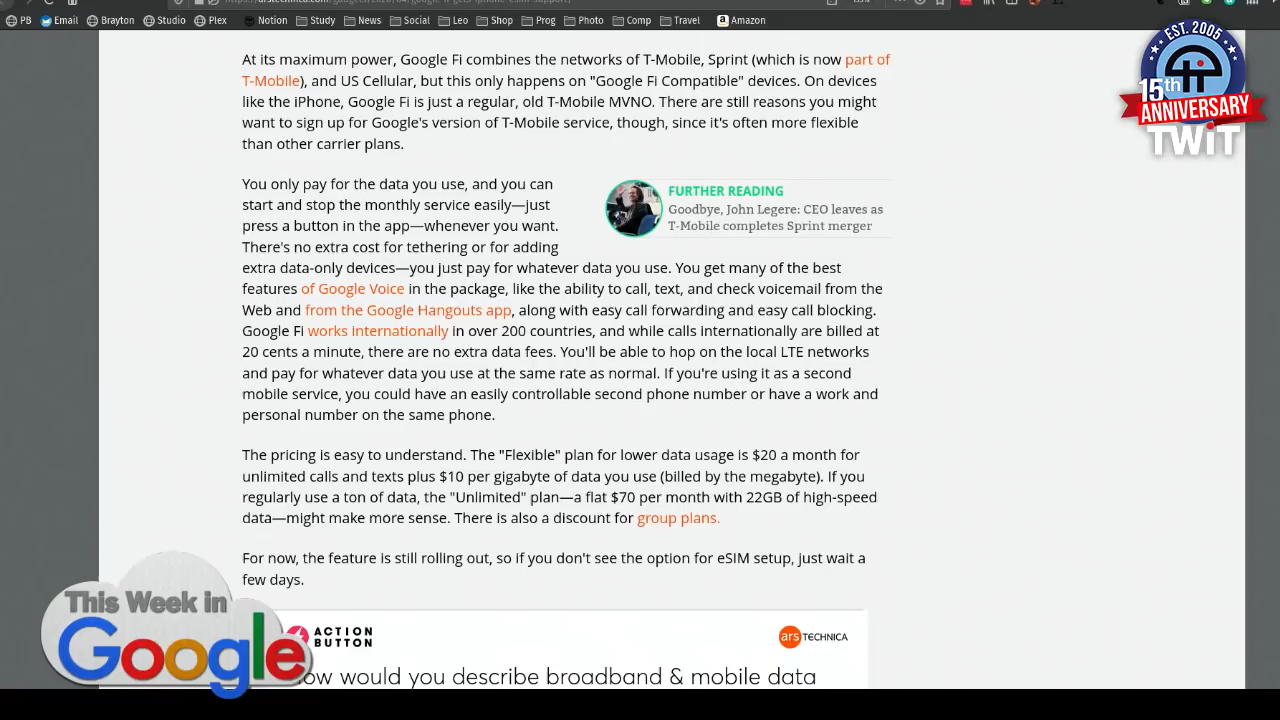 PB Email Brayton Studio Plex Notion Study News Social Leo Shop Prog Photo Comp Travel Amazon
EST. 2005
15th
ANNIVERSARY
TWiT
At its maximum power, Google Fi combines the networks of T-Mobile, Sprint (which is now part of
T-Mobile), and US Cellular, but this only happens on "Google Fi Compatible" devices. On devices
like the iPhone, Google Fi is just a regular, old T-Mobile MVNO. There are still reasons you might
want to sign up for Google's version of T-Mobile service, though, since it's often more flexible
than other carrier plans.
You only pay for the data you use, and you can
start and stop the monthly service easily—just
press a button in the app—whenever you want.
There's no extra cost for tethering or for adding
FURTHER READING
Goodbye, John Legere: CEO leaves as
T-Mobile completes Sprint merger
extra data-only devices—you just pay for whatever data you use. You get many of the best
features of Google Voice in the package, like the ability to call, text, and check voicemail from the
Web and from the Google Hangouts app, along with easy call forwarding and easy call blocking.
Google Fi works internationally in over 200 countries, and while calls internationally are billed at
20 cents a minute, there are no extra data fees. You'll be able to hop on the local LTE networks
and pay for whatever data you use at the same rate as normal. If you're using it as a second
mobile service, you could have an easily controllable second phone number or have a work and
personal number on the same phone.
The pricing is easy to understand. The "Flexible" plan for lower data usage is $20 a month for
unlimited calls and texts plus $10 per gigabyte of data you use (billed by the megabyte). If you
regularly use a ton of data, the "Unlimited" plan—a flat $70 per month with 22GB of high-speed
data—might make more sense. There is also a discount for group plans.
For now, the feature is still rolling out, so if you don't see the option for eSIM setup, just wait a
few days.
This Week in
Google
ACTION
BUTTON
ars TECHNICA
would you describe broadband & mobile data